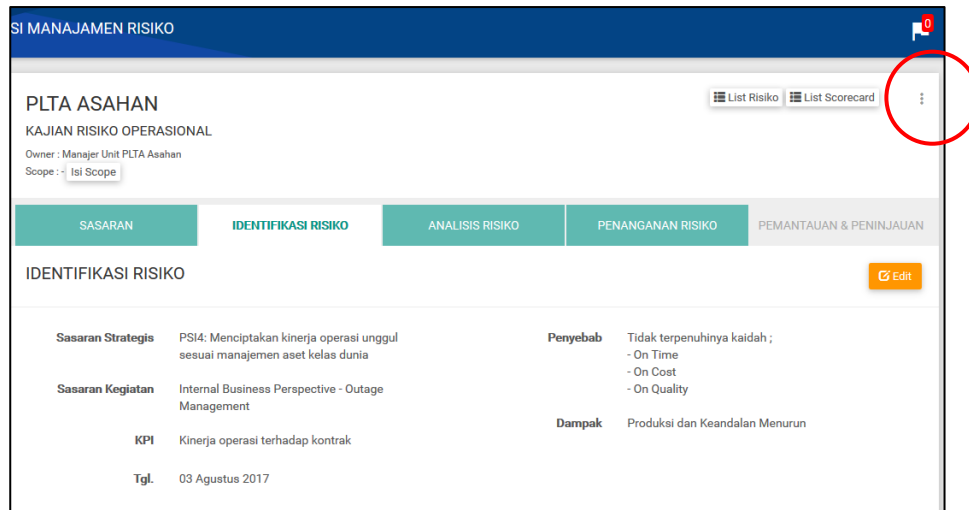 SI MANAJAMEN RISIKO
0
PLTA ASAHAN
List Risiko
List Scorecard
KAJIAN RISIKO OPERASIONAL
Owner : Manajer Unit PLTA Asahan
Scope : - Isi Scope
SASARAN
IDENTIFIKASI RISIKO
ANALISIS RISIKO
PENANGANAN RISIKO
PEMANTAUAN & PENINJAUAN
IDENTIFIKASI RISIKO
Edit
Sasaran Strategis
PSI4: Menciptakan kinerja operasi unggul
sesuai manajemen aset kelas dunia
Sasaran Kegiatan
Internal Business Perspective - Outage
Management
KPI
Kinerja operasi terhadap kontrak
Tgl.
03 Agustus 2017
Penyebab
Tidak terpenuhinya kaidah ;
- On Time
- On Cost
- On Quality
Dampak
Produksi dan Keandalan Menurun